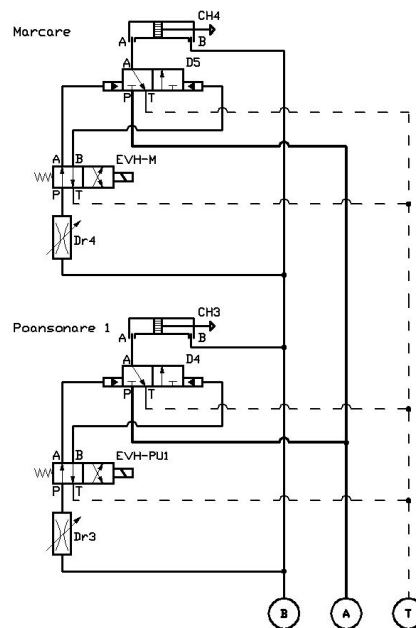 CH4
Marcare
A B
A D5
P T
A B EVH-M
P T
Dr4
CH3
Poansonare 1
A B
A D4
P T
A B EVH-PU1
P T
Dr3
B A T